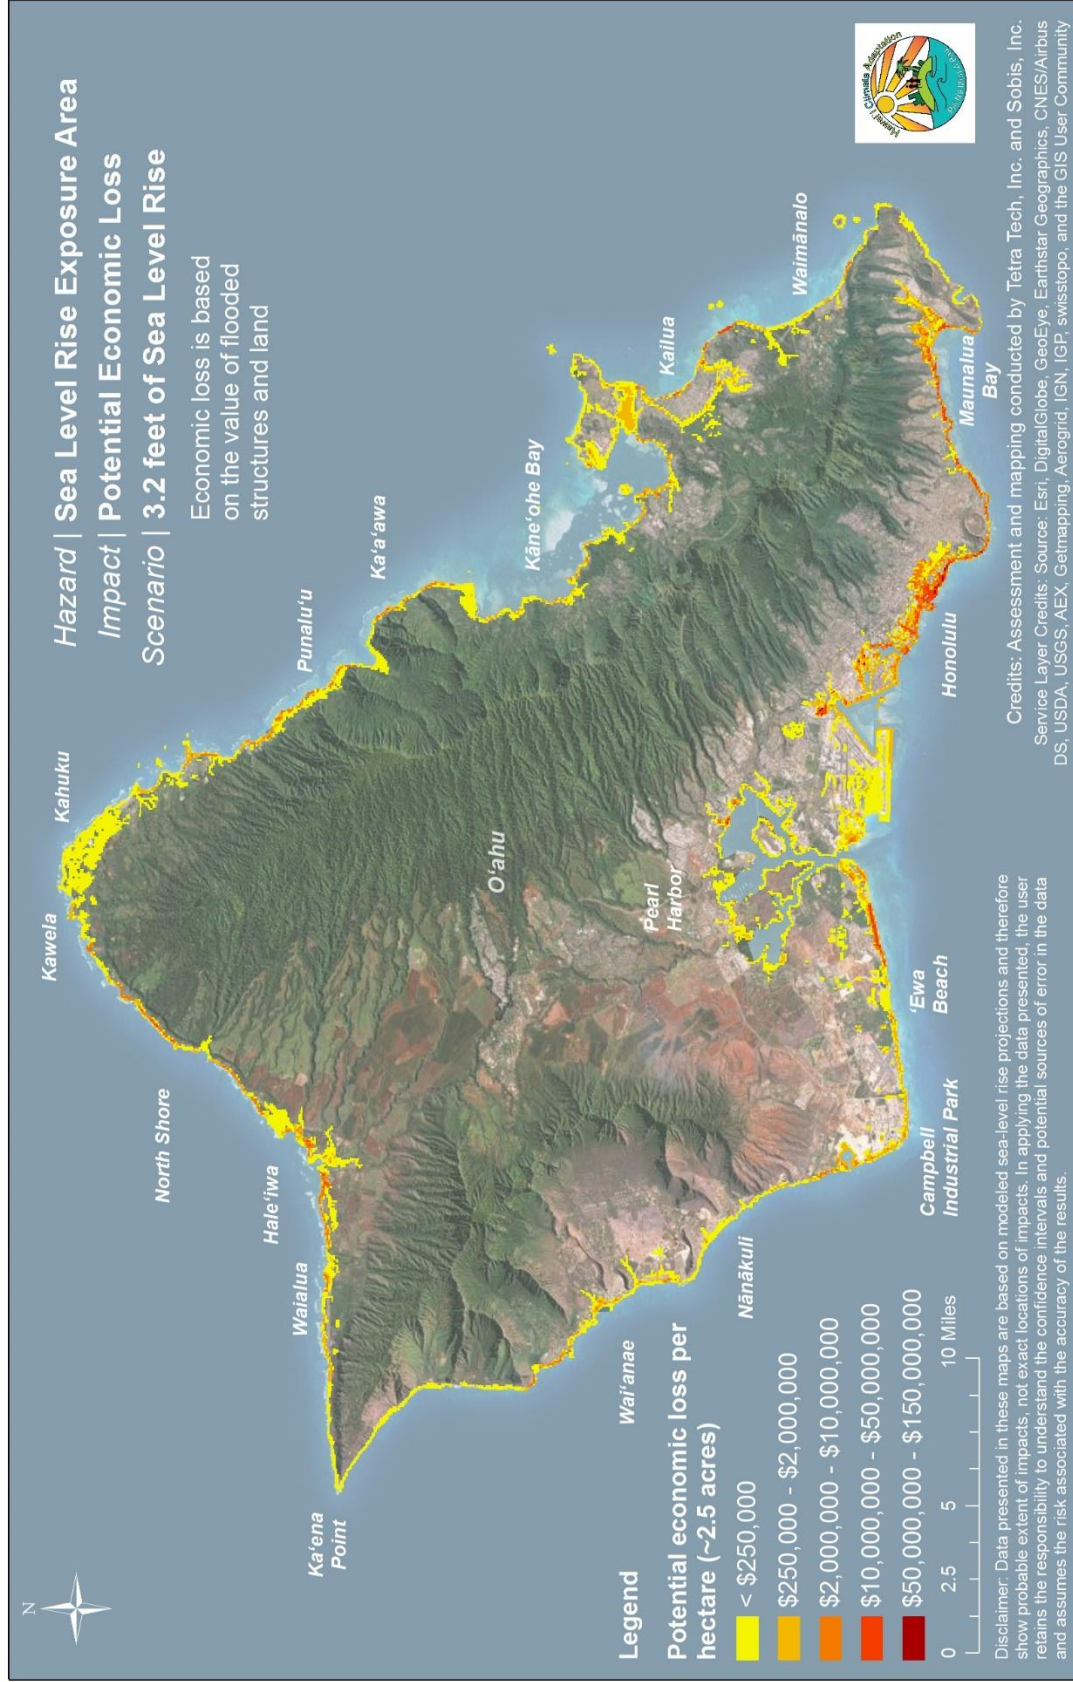 N
Hazard | Sea Level Rise Exposure Area
Impact | Potential Economic Loss
Scenario | 3.2 feet of Sea Level Rise
Economic loss is based
on the value of flooded
structures and land
Kawela
Kahuku
Punalu‘u
Ka‘a‘awa
North Shore
Hale‘iwa
Waialua
Ka‘ena
Point
Kāne‘ohe Bay
Kailua
Waimānalo
O‘ahu
Pearl
Harbor
Wai‘anae
Nānākuli
Campbell
Industrial Park
‘Ewa
Beach
Honolulu
Maunalua
Bay
Legend
Potential economic loss per
hectare (~2.5 acres)
< $250,000
$250,000 - $2,000,000
$2,000,000 - $10,000,000
$10,000,000 - $50,000,000
$50,000,000 - $150,000,000
0 2.5 5 10 Miles
Hawai‘i Climate Adaptation
Disclaimer: Data presented in these maps are based on modeled sea-level rise projections and therefore
show probable extent of impacts, not exact locations of impacts. In applying the data presented, the user
retains the responsibility to understand the confidence intervals and potential sources of error in the data
and assumes the risk associated with the accuracy of the results.
Credits: Assessment and mapping conducted by Tetra Tech, Inc. and Sobis, Inc.
Service Layer Credits: Source: Esri, DigitalGlobe, GeoEye, Earthstar Geographics, CNES/Airbus
DS, USDA, USGS, AEX, Getmapping, Aerogrid, IGN, IGP, swisstopo, and the GIS User Community